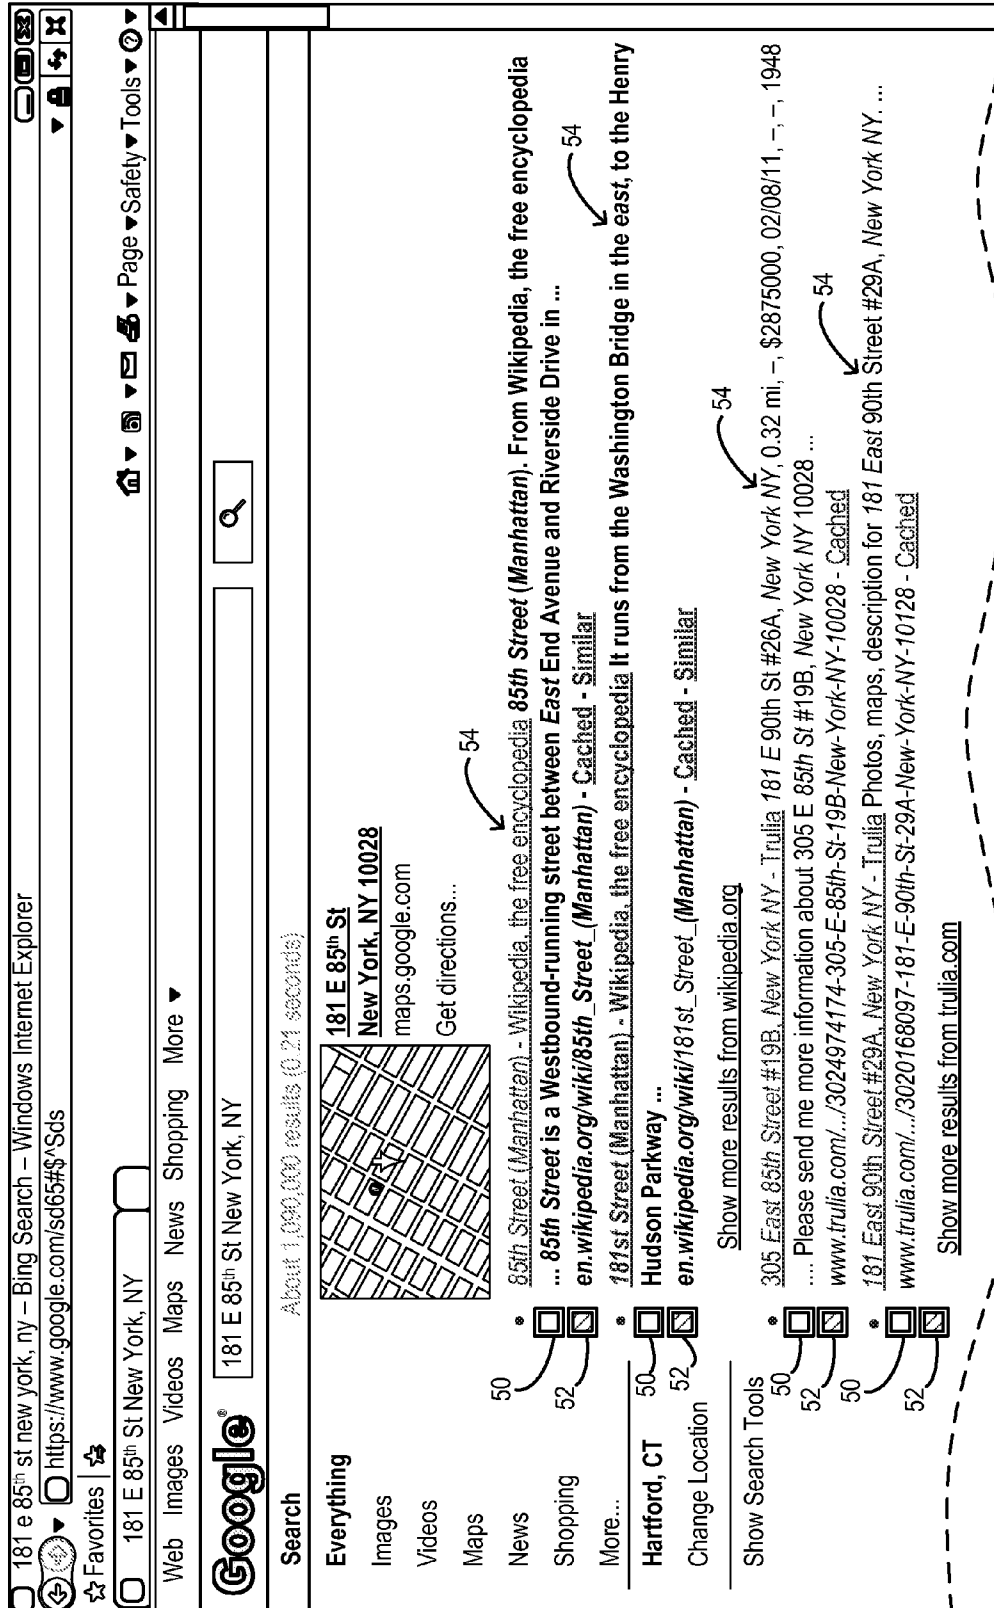 181 e 85th st new york, ny – Bing Search – Windows Internet Explorer
https://www.google.com/sd65#$^Sds
Favorites
181 E 85th St New York, NY
Page Safety Tools ?
Web Images Videos Maps News Shopping More
Google®
181 E 85th St New York, NY
Search
About 1,090,000 results (0.21 seconds)
Everything
Images
Videos
Maps
News
Shopping
More...
Hartford, CT
Change Location
Show Search Tools
181 E 85th St
New York, NY 10028
maps.google.com
Get directions...
54
85th Street (Manhattan) - Wikipedia, the free encyclopedia 85th Street (Manhattan). From Wikipedia, the free encyclopedia
... 85th Street is a Westbound-running street between East End Avenue and Riverside Drive in ...
en.wikipedia.org/wiki/85th_Street_(Manhattan) - Cached - Similar
50
52
54
181st Street (Manhattan) - Wikipedia, the free encyclopedia It runs from the Washington Bridge in the east, to the Henry
Hudson Parkway ...
en.wikipedia.org/wiki/181st_Street_(Manhattan) - Cached - Similar
50
52
Show more results from wikipedia.org
54
305 East 85th Street #19B, New York NY - Trulia 181 E 90th St #26A, New York NY, 0.32 mi, –, $2875000, 02/08/11, –, –, 1948
.... Please send me more information about 305 E 85th St #19B, New York NY 10028 ...
www.trulia.com/.../3024974174-305-E-85th-St-19B-New-York-NY-10028 - Cached
50
52
54
181 East 90th Street #29A, New York NY - Trulia Photos, maps, description for 181 East 90th Street #29A, New York NY. ...
www.trulia.com/.../3020168097-181-E-90th-St-29A-New-York-NY-10128 - Cached
50
52
Show more results from trulia.com